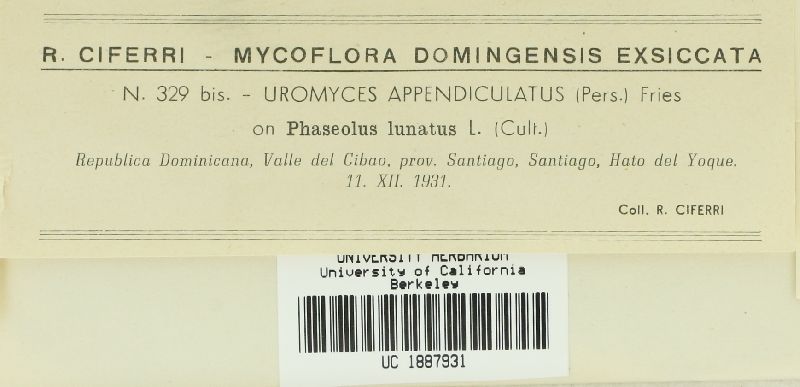 R. CIFERRI - MYCOFLORA DOMINGENSIS EXSICCATA
N. 329 bis. - UROMYCES APPENDICULATUS (Pers.) Fries
on Phaseolus lunatus L. (Cult.)
Republica Dominicana, Valle del Cibao, prov. Santiago, Santiago, Hato del Yoque.
11. XII. 1931.
Coll. R. CIFERRI
UNIVERSITY HERBARIUM
University of California
Berkeley
UC 1887931